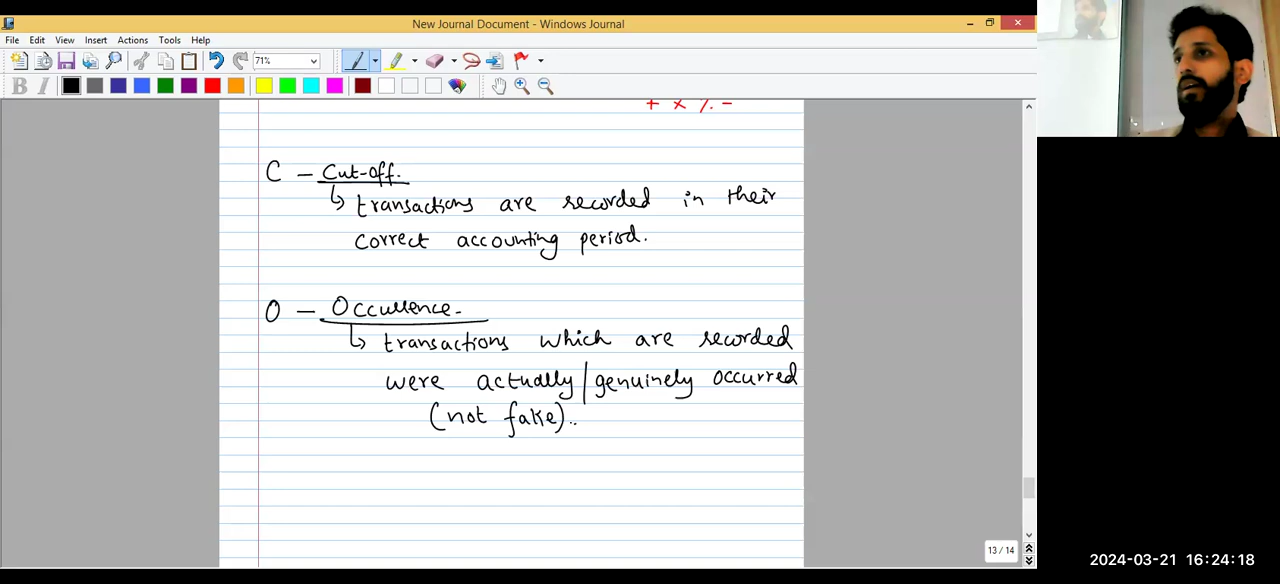 New Journal Document - Windows Journal
File Edit View Insert Actions Tools Help
71%
B I
+ × % -
C - Cut-off.
↳ transactions are recorded in their
correct accounting period.
O - Occurrence.
↳ transactions which are recorded
were actually/genuinely occurred
(not fake)..
13 / 14
2024-03-21 16:24:18